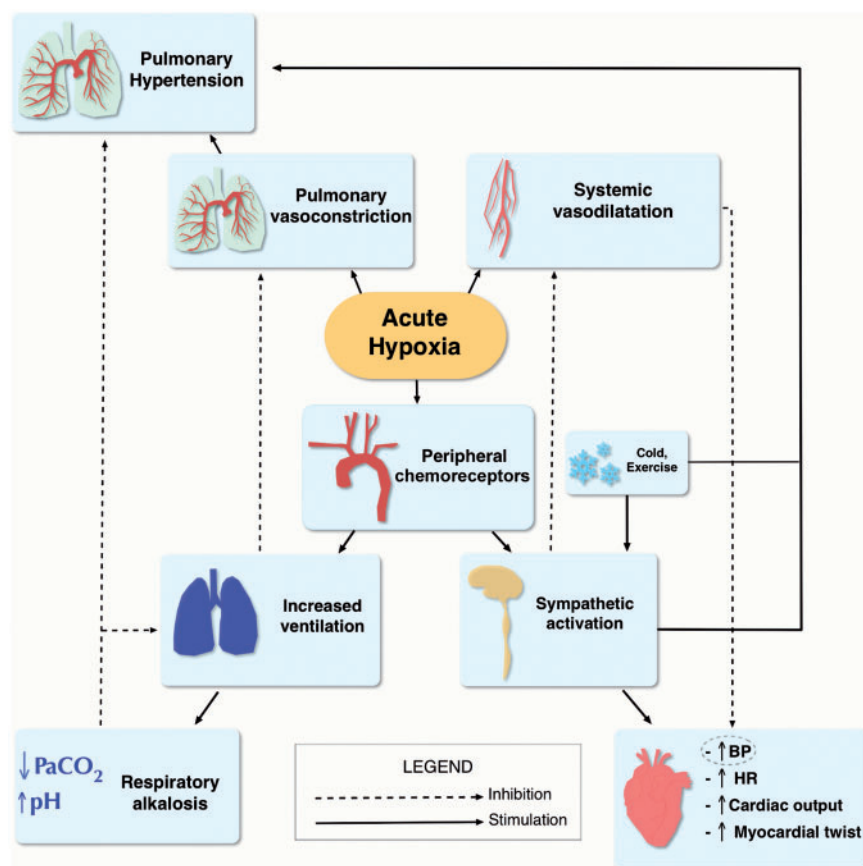 Pulmonary
Hypertension
Pulmonary
vasoconstriction
Systemic
vasodilatation
Acute
Hypoxia
Peripheral
chemoreceptors
Cold,
Exercise
Increased
ventilation
Sympathetic
activation
↓PaCO₂
↑pH
Respiratory
alkalosis
LEGEND
Inhibition
Stimulation
- ↑ BP
- ↑ HR
- ↑ Cardiac output
- ↑ Myocardial twist